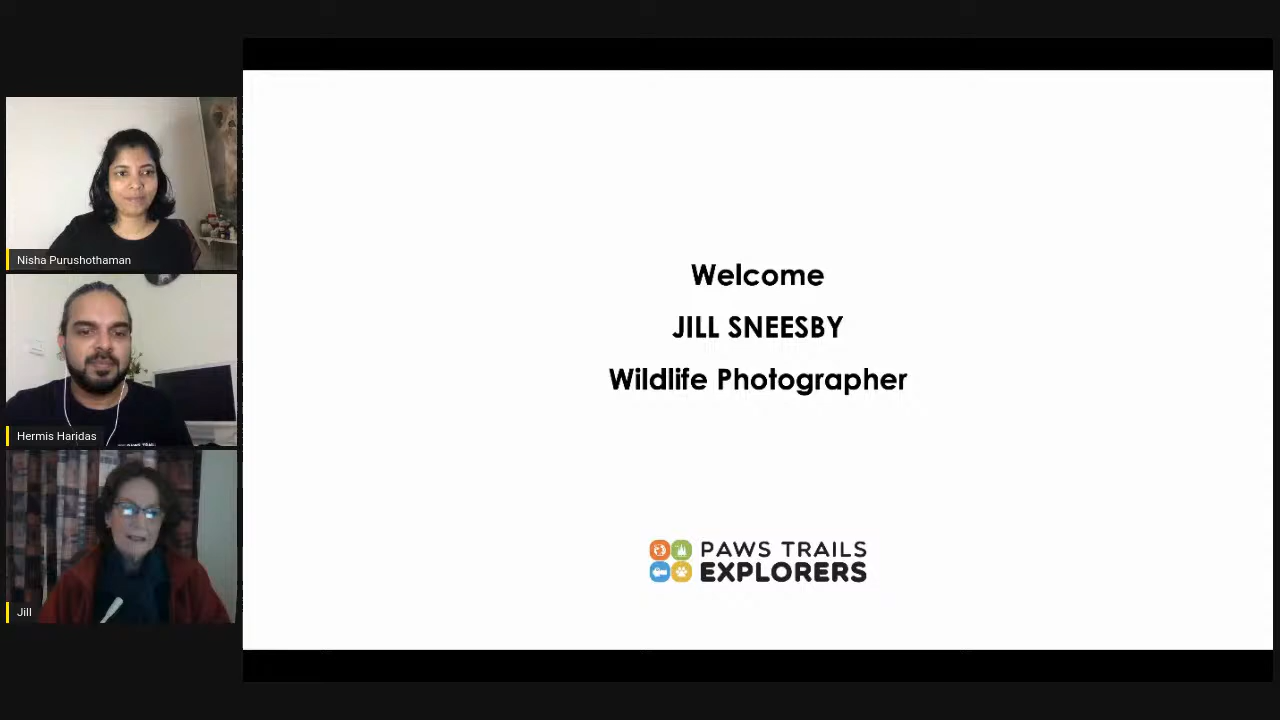 Nisha Purushothaman
Hermis Haridas
Jill
Welcome
JILL SNEESBY
Wildlife Photographer
PAWS TRAILS
EXPLORERS